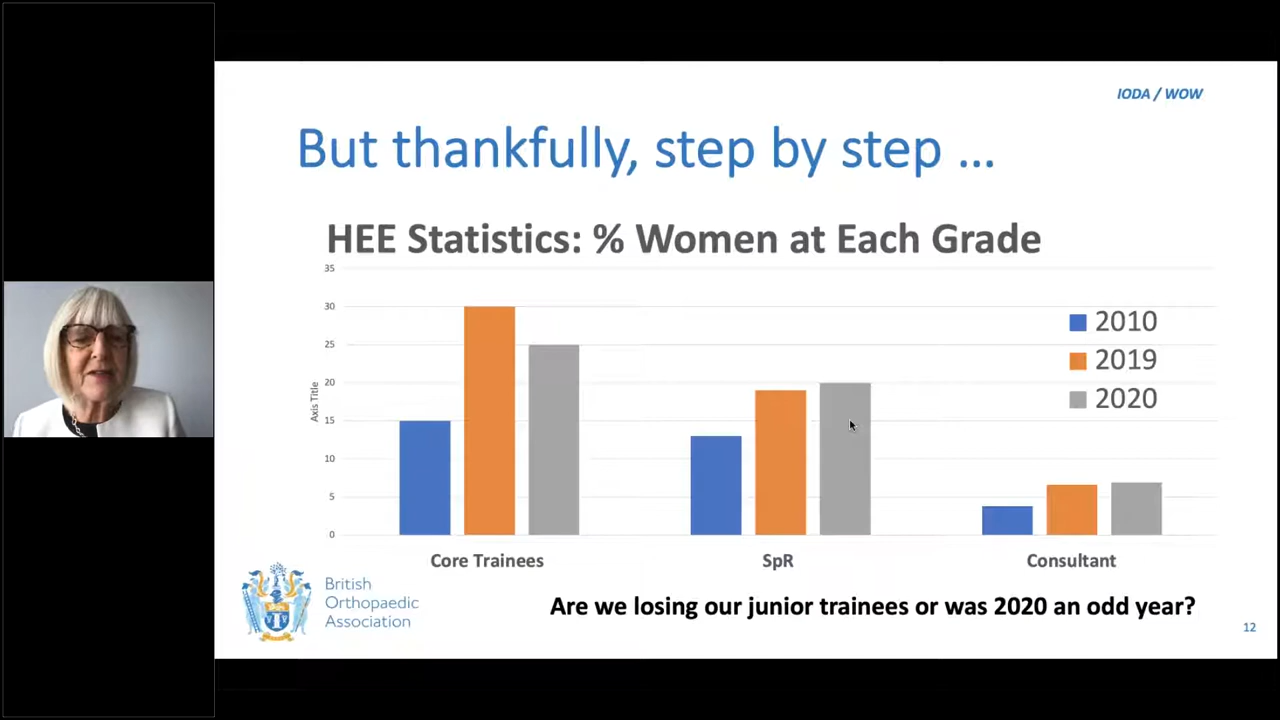 IODA / WOW
But thankfully, step by step ...
HEE Statistics: % Women at Each Grade
35
30
25
20
15
10
5
0
Axis Title
2010
2019
2020
Core Trainees
SpR
Consultant
British
Orthopaedic
Association
Are we losing our junior trainees or was 2020 an odd year?
12